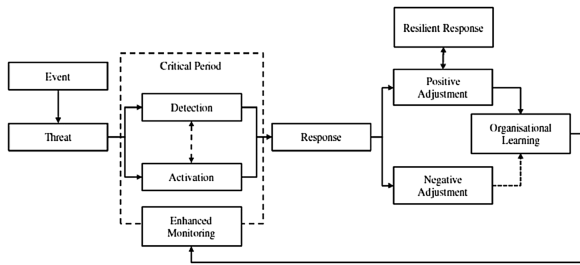 Resilient Response
Critical Period
Event
Positive
Adjustment
Detection
Threat
Response
Organisational
Learning
Activation
Negative
Adjustment
Enhanced
Monitoring